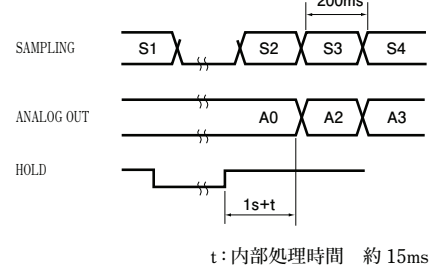 200ms
SAMPLING S1 S2 S3 S4
ANALOG OUT A0 A2 A3
HOLD
1s+t
t：内部処理時間　約 15ms